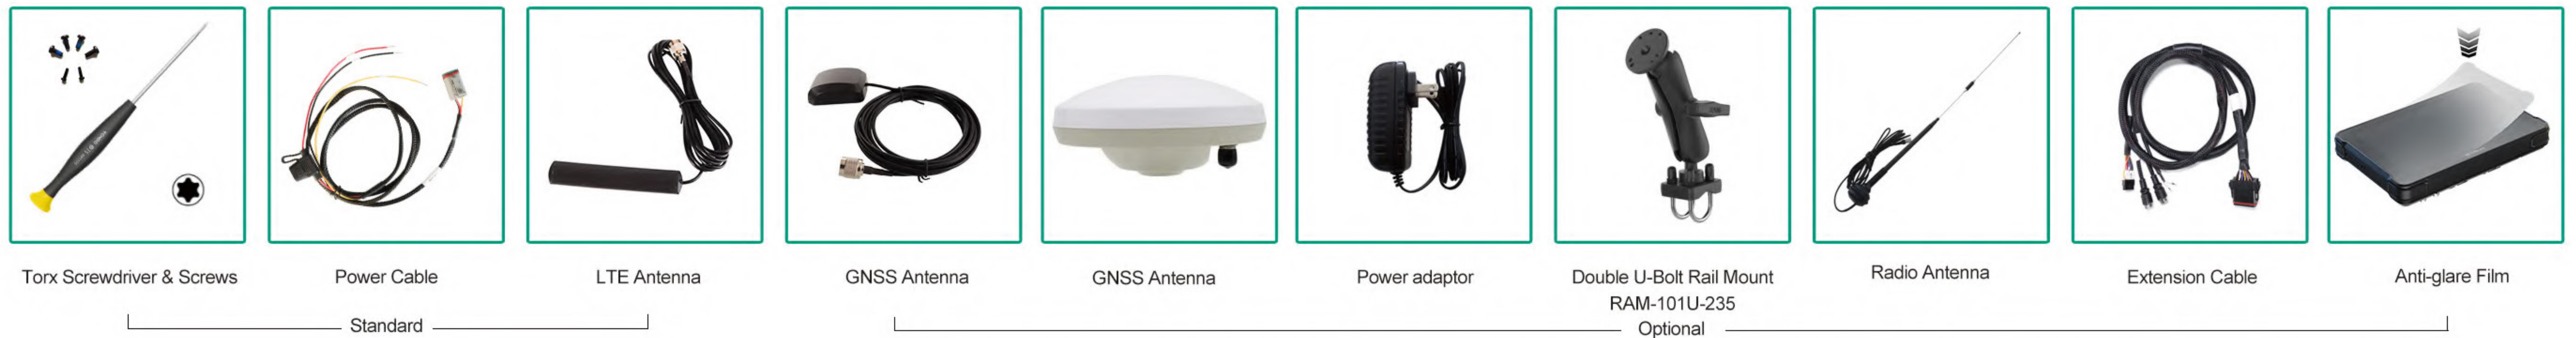 Torx Screwdriver & Screws
Power Cable
LTE Antenna
GNSS Antenna
GNSS Antenna
Power adaptor
Double U-Bolt Rail Mount
RAM-101U-235
Radio Antenna
Extension Cable
Anti-glare Film
Standard
Optional